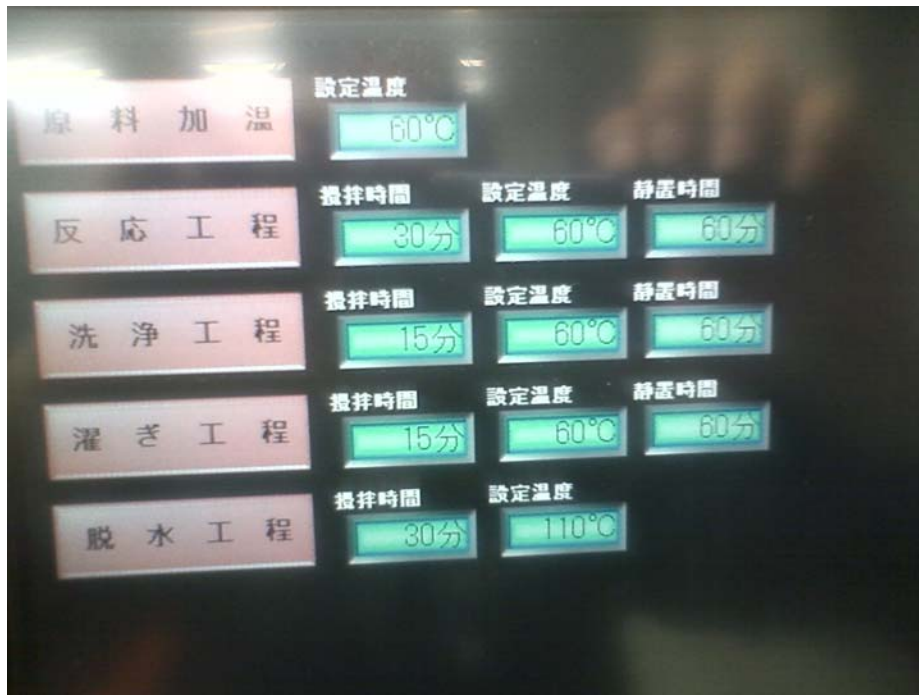 設定温度
原料加温 60℃
攪拌時間 設定温度 静置時間
反応工程 30分 60℃ 60分
攪拌時間 設定温度 静置時間
洗浄工程 15分 60℃ 60分
攪拌時間 設定温度 静置時間
濯ぎ工程 15分 60℃ 60分
攪拌時間 設定温度
脱水工程 30分 110℃